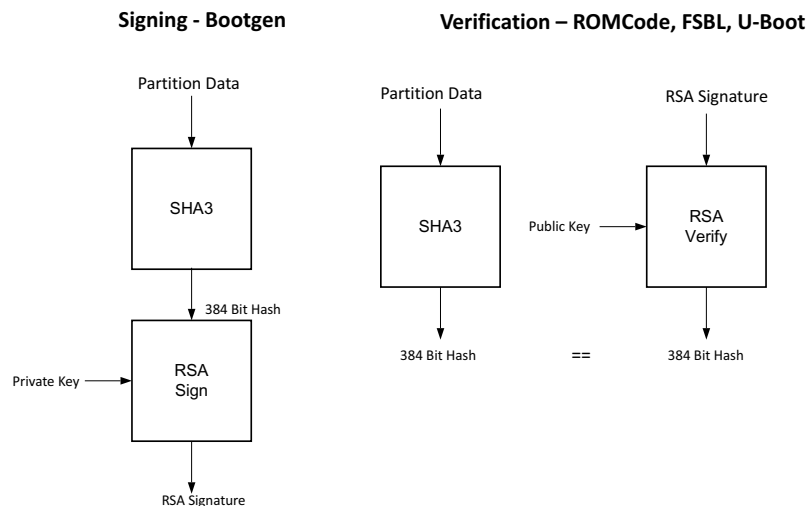 Signing - Bootgen
Partition Data
SHA3
384 Bit Hash
Private Key
RSA
Sign
RSA Signature
Verification – ROMCode, FSBL, U-Boot
Partition Data
SHA3
384 Bit Hash
==
RSA Signature
Public Key
RSA
Verify
384 Bit Hash